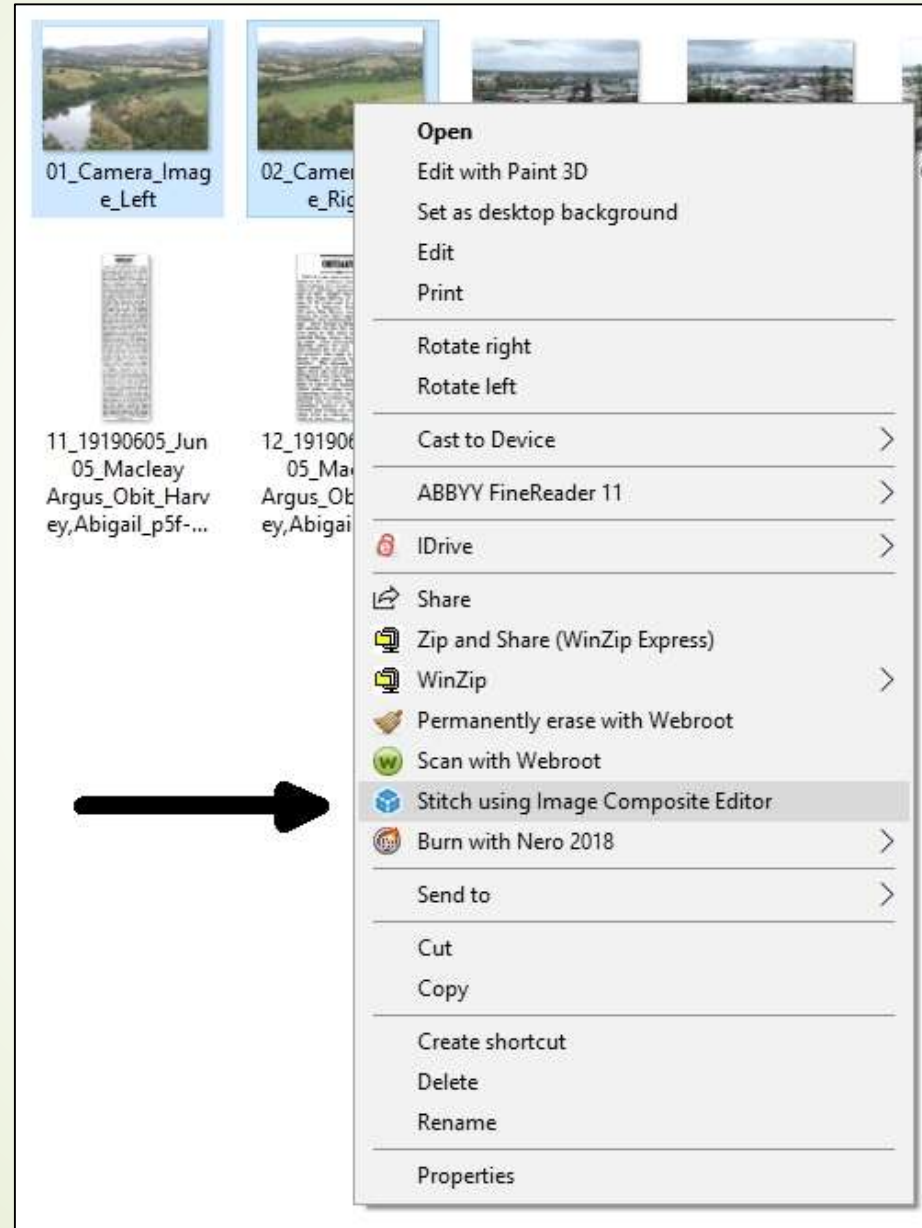 01_Camera_Imag
e_Left
02_Camer
e_Rig
11_19190605_Jun
05_Macleay
Argus_Obit_Harv
ey,Abigail_p5f-...
12_191906
05_Mac
Argus_Ob
ey,Abigai
Open
Edit with Paint 3D
Set as desktop background
Edit
Print
Rotate right
Rotate left
Cast to Device
ABBYY FineReader 11
IDrive
Share
Zip and Share (WinZip Express)
WinZip
Permanently erase with Webroot
Scan with Webroot
Stitch using Image Composite Editor
Burn with Nero 2018
Send to
Cut
Copy
Create shortcut
Delete
Rename
Properties